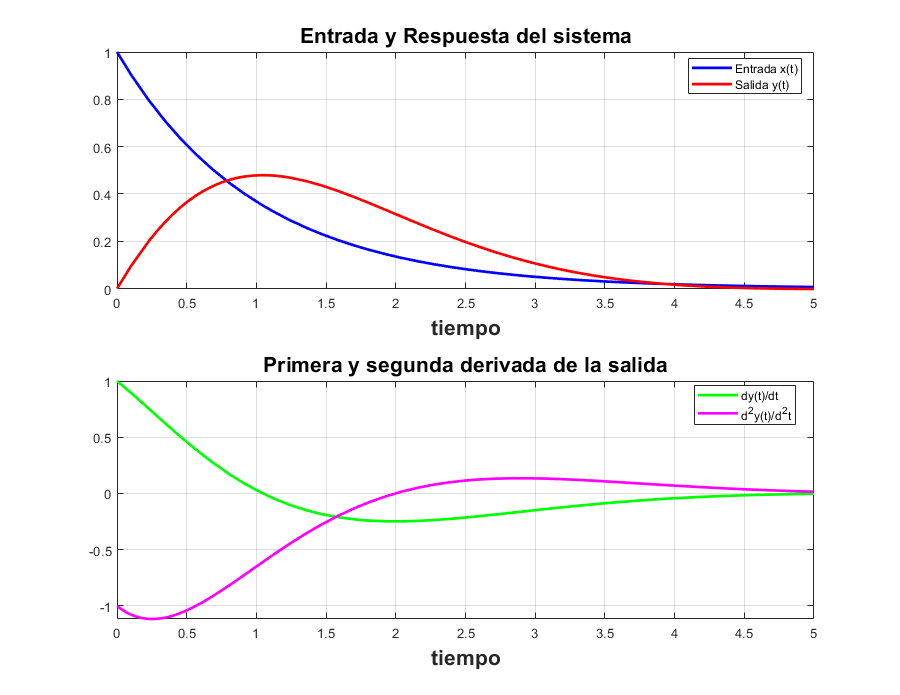 Entrada y Respuesta del sistema
1
0.8
0.6
0.4
0.2
0
Entrada x(t)
Salida y(t)
0 0.5 1 1.5 2 2.5 3 3.5 4 4.5 5
tiempo
Primera y segunda derivada de la salida
1
0.5
0
-0.5
-1
dy(t)/dt
d²y(t)/d²t
0 0.5 1 1.5 2 2.5 3 3.5 4 4.5 5
tiempo